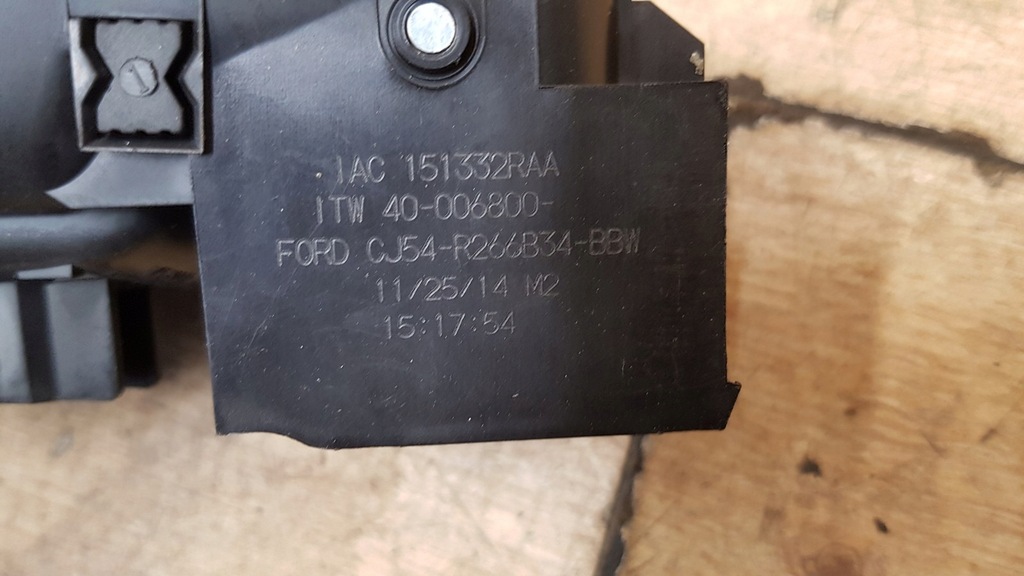 IAC 151332RAA
ITW 40-006800-
FORD CJ54-R266B34-BBW
11/25/14 M2
15:17:54